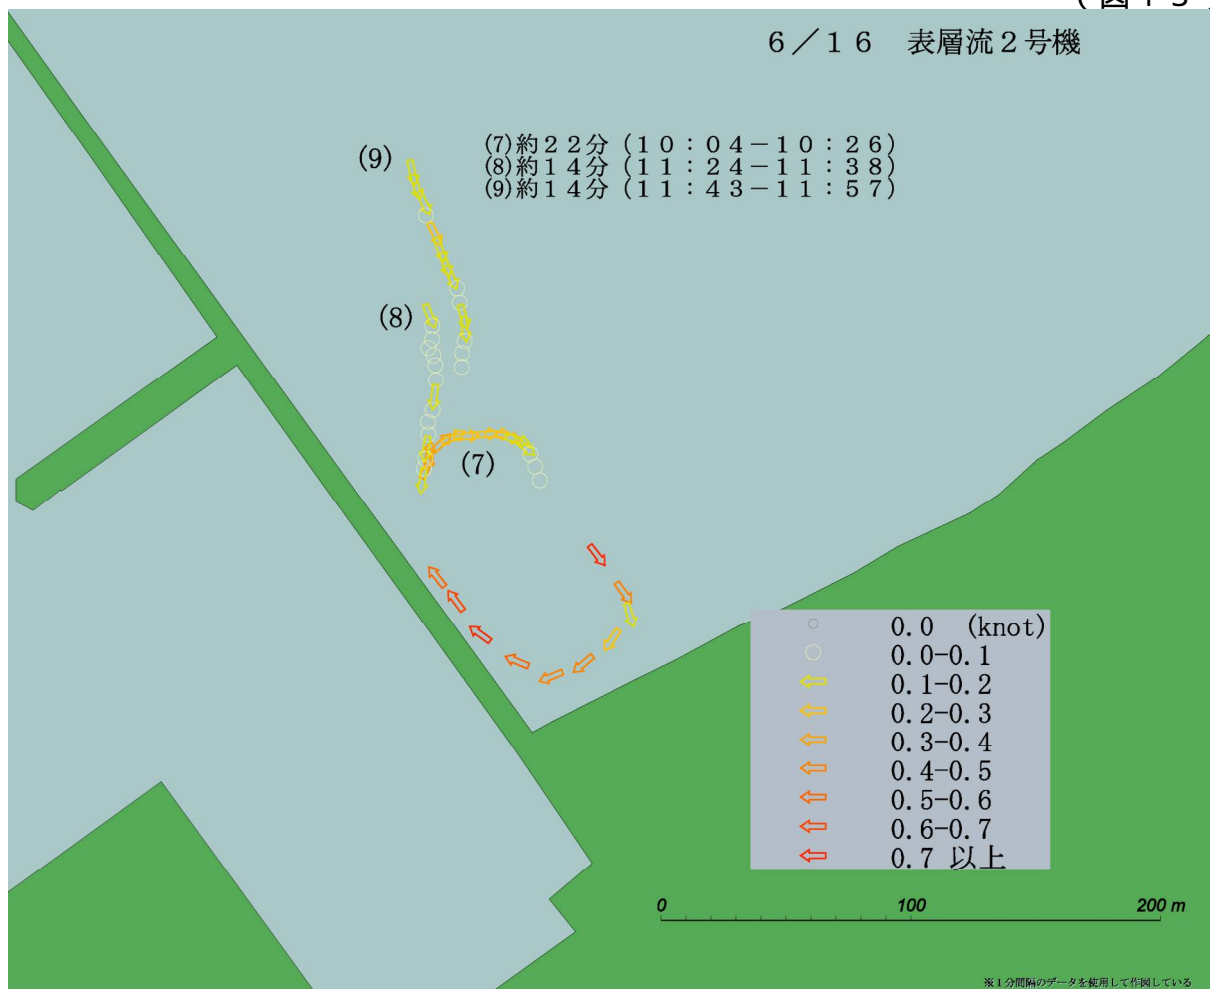 6／16　表層流２号機
(7)約２２分（１０：０４－１０：２６）
(8)約１４分（１１：２４－１１：３８）
(9)約１４分（１１：４３－１１：５７）
(9)
(8)
(7)
0.0 (knot)
0.0-0.1
0.1-0.2
0.2-0.3
0.3-0.4
0.4-0.5
0.5-0.6
0.6-0.7
0.7 以上
0 100 200 m
※１分間隔のデータを使用して作図している